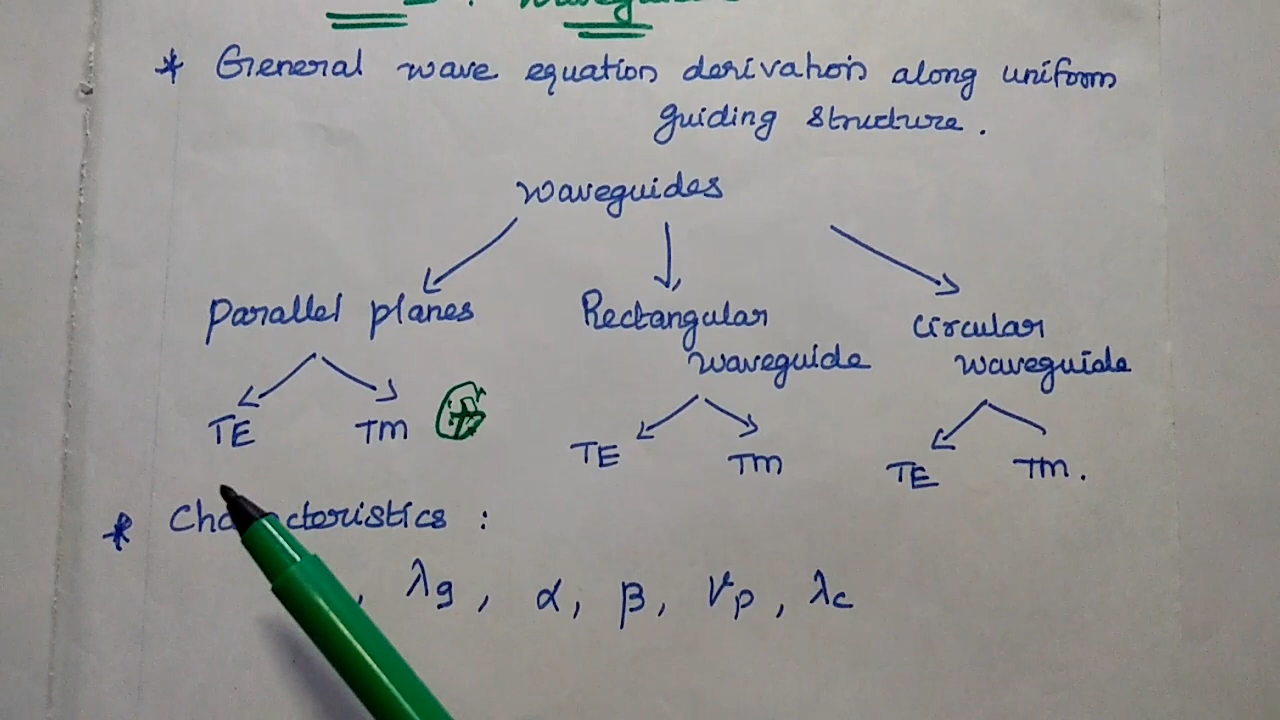 * General wave equation derivation along uniform
guiding structure.
Waveguides
Parallel planes
Rectangular waveguide
Circular waveguide
TE TM
TE TM
TE TM.
* Characteristics :
, λg, α, β, Vp, λc